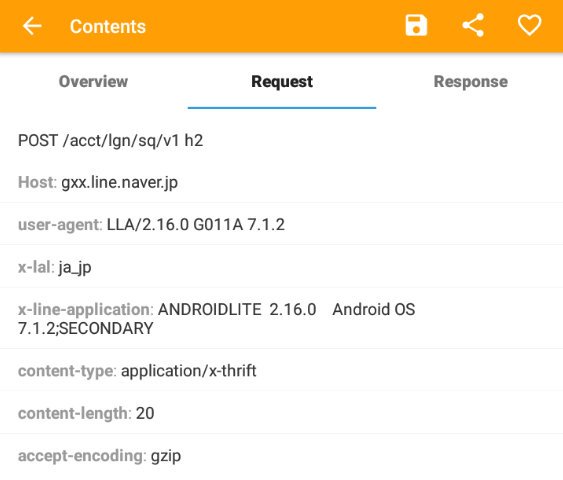 Contents
Overview Request Response
POST /acct/lgn/sq/v1 h2
Host: gxx.line.naver.jp
user-agent: LLA/2.16.0 G011A 7.1.2
x-lal: ja_jp
x-line-application: ANDROIDLITE 2.16.0 Android OS
7.1.2;SECONDARY
content-type: application/x-thrift
content-length: 20
accept-encoding: gzip